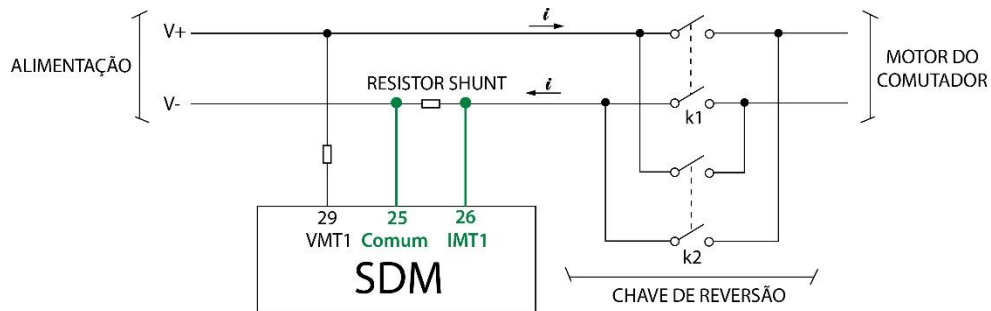 i
V+
ALIMENTAÇÃO
MOTOR DO
COMUTADOR
RESISTOR SHUNT
V-
i
k1
29
25
26
VMT1
Comum
IMT1
k2
SDM
CHAVE DE REVERSÃO